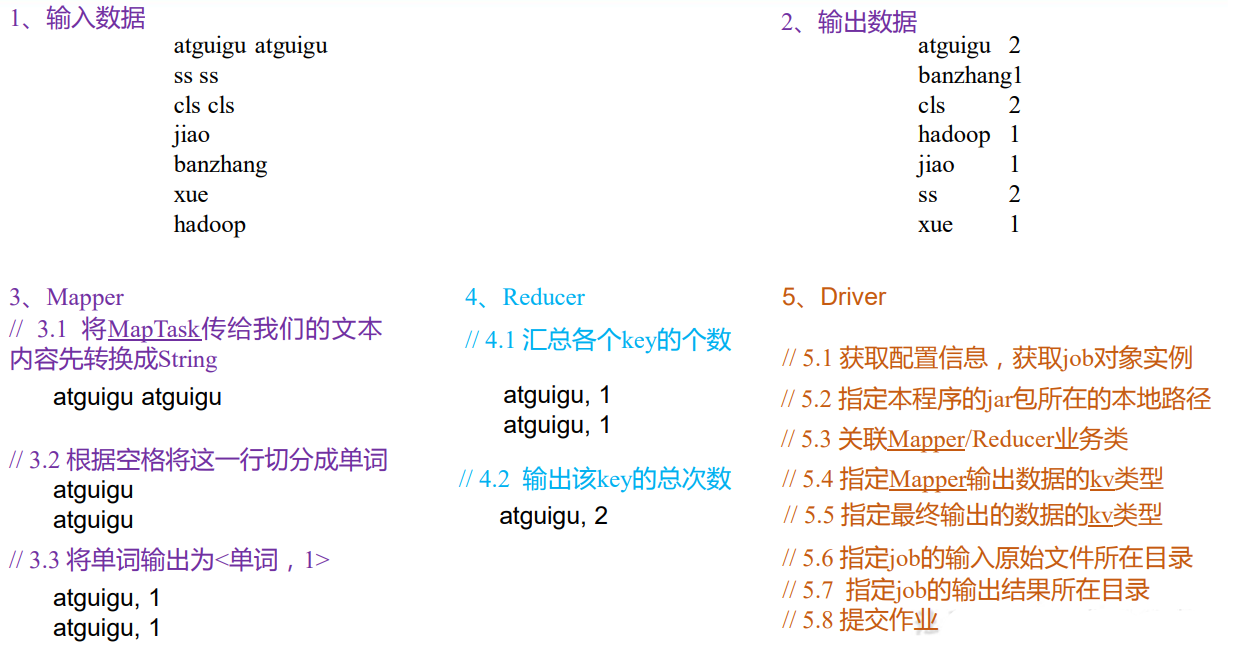 1、输入数据
atguigu atguigu
ss ss
cls cls
jiao
banzhang
xue
hadoop
2、输出数据
atguigu 2
banzhang1
cls 2
hadoop 1
jiao 1
ss 2
xue 1
3、Mapper
// 3.1 将MapTask传给我们的文本
内容先转换成String
atguigu atguigu
// 3.2 根据空格将这一行切分成单词
atguigu
atguigu
// 3.3 将单词输出为<单词，1>
atguigu, 1
atguigu, 1
4、Reducer
// 4.1 汇总各个key的个数
atguigu, 1
atguigu, 1
// 4.2 输出该key的总次数
atguigu, 2
5、Driver
// 5.1 获取配置信息，获取job对象实例
// 5.2 指定本程序的jar包所在的本地路径
// 5.3 关联Mapper/Reducer业务类
// 5.4 指定Mapper输出数据的kv类型
// 5.5 指定最终输出的数据的kv类型
// 5.6 指定job的输入原始文件所在目录
// 5.7 指定job的输出结果所在目录
// 5.8 提交作业